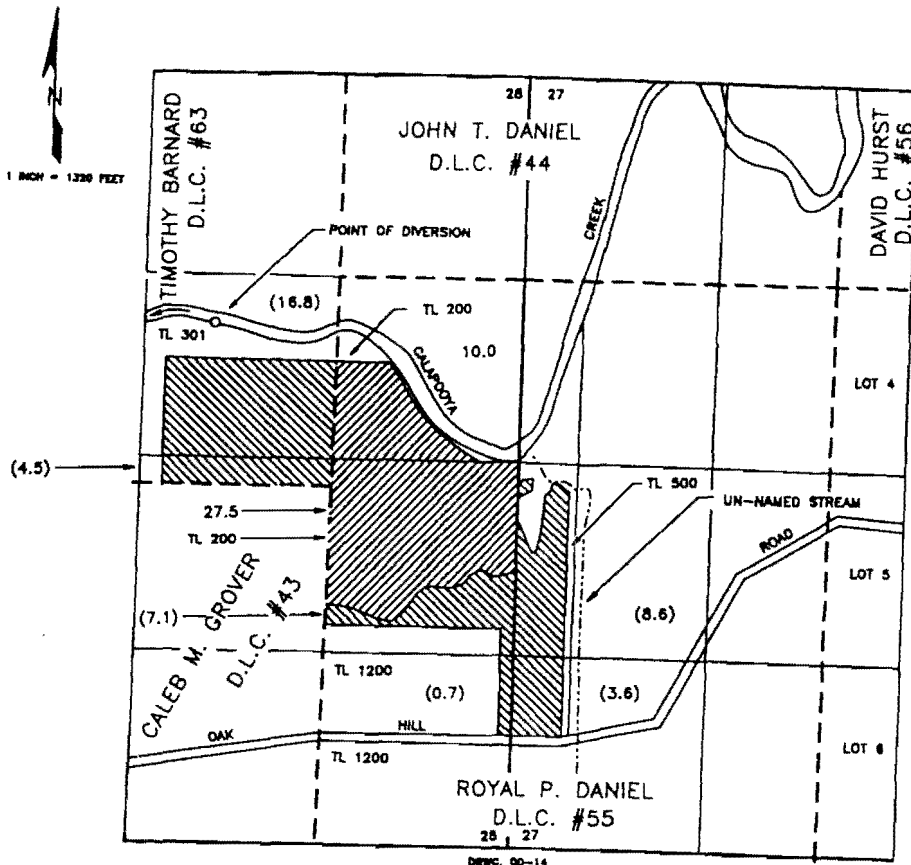 N
1 INCH = 1320 FEET
TIMOTHY BARNARD
D.L.C. #63
28 27
JOHN T. DANIEL
D.L.C. #44
DAVID HURST
D.L.C. #56
CREEK
POINT OF DIVERSION
(16.8)
TL 200
TL 301
10.0
CALAPOOYA
LOT 4
(4.5)
TL 500
UN-NAMED STREAM
27.5
TL 200
ROAD
LOT 5
(7.1)
(8.6)
CALEB M. GROVER
D.L.C. #43
TL 1200
(0.7)
(3.6)
OAK HILL
TL 1200
LOT 6
ROYAL P. DANIEL
D.L.C. #55
28 27